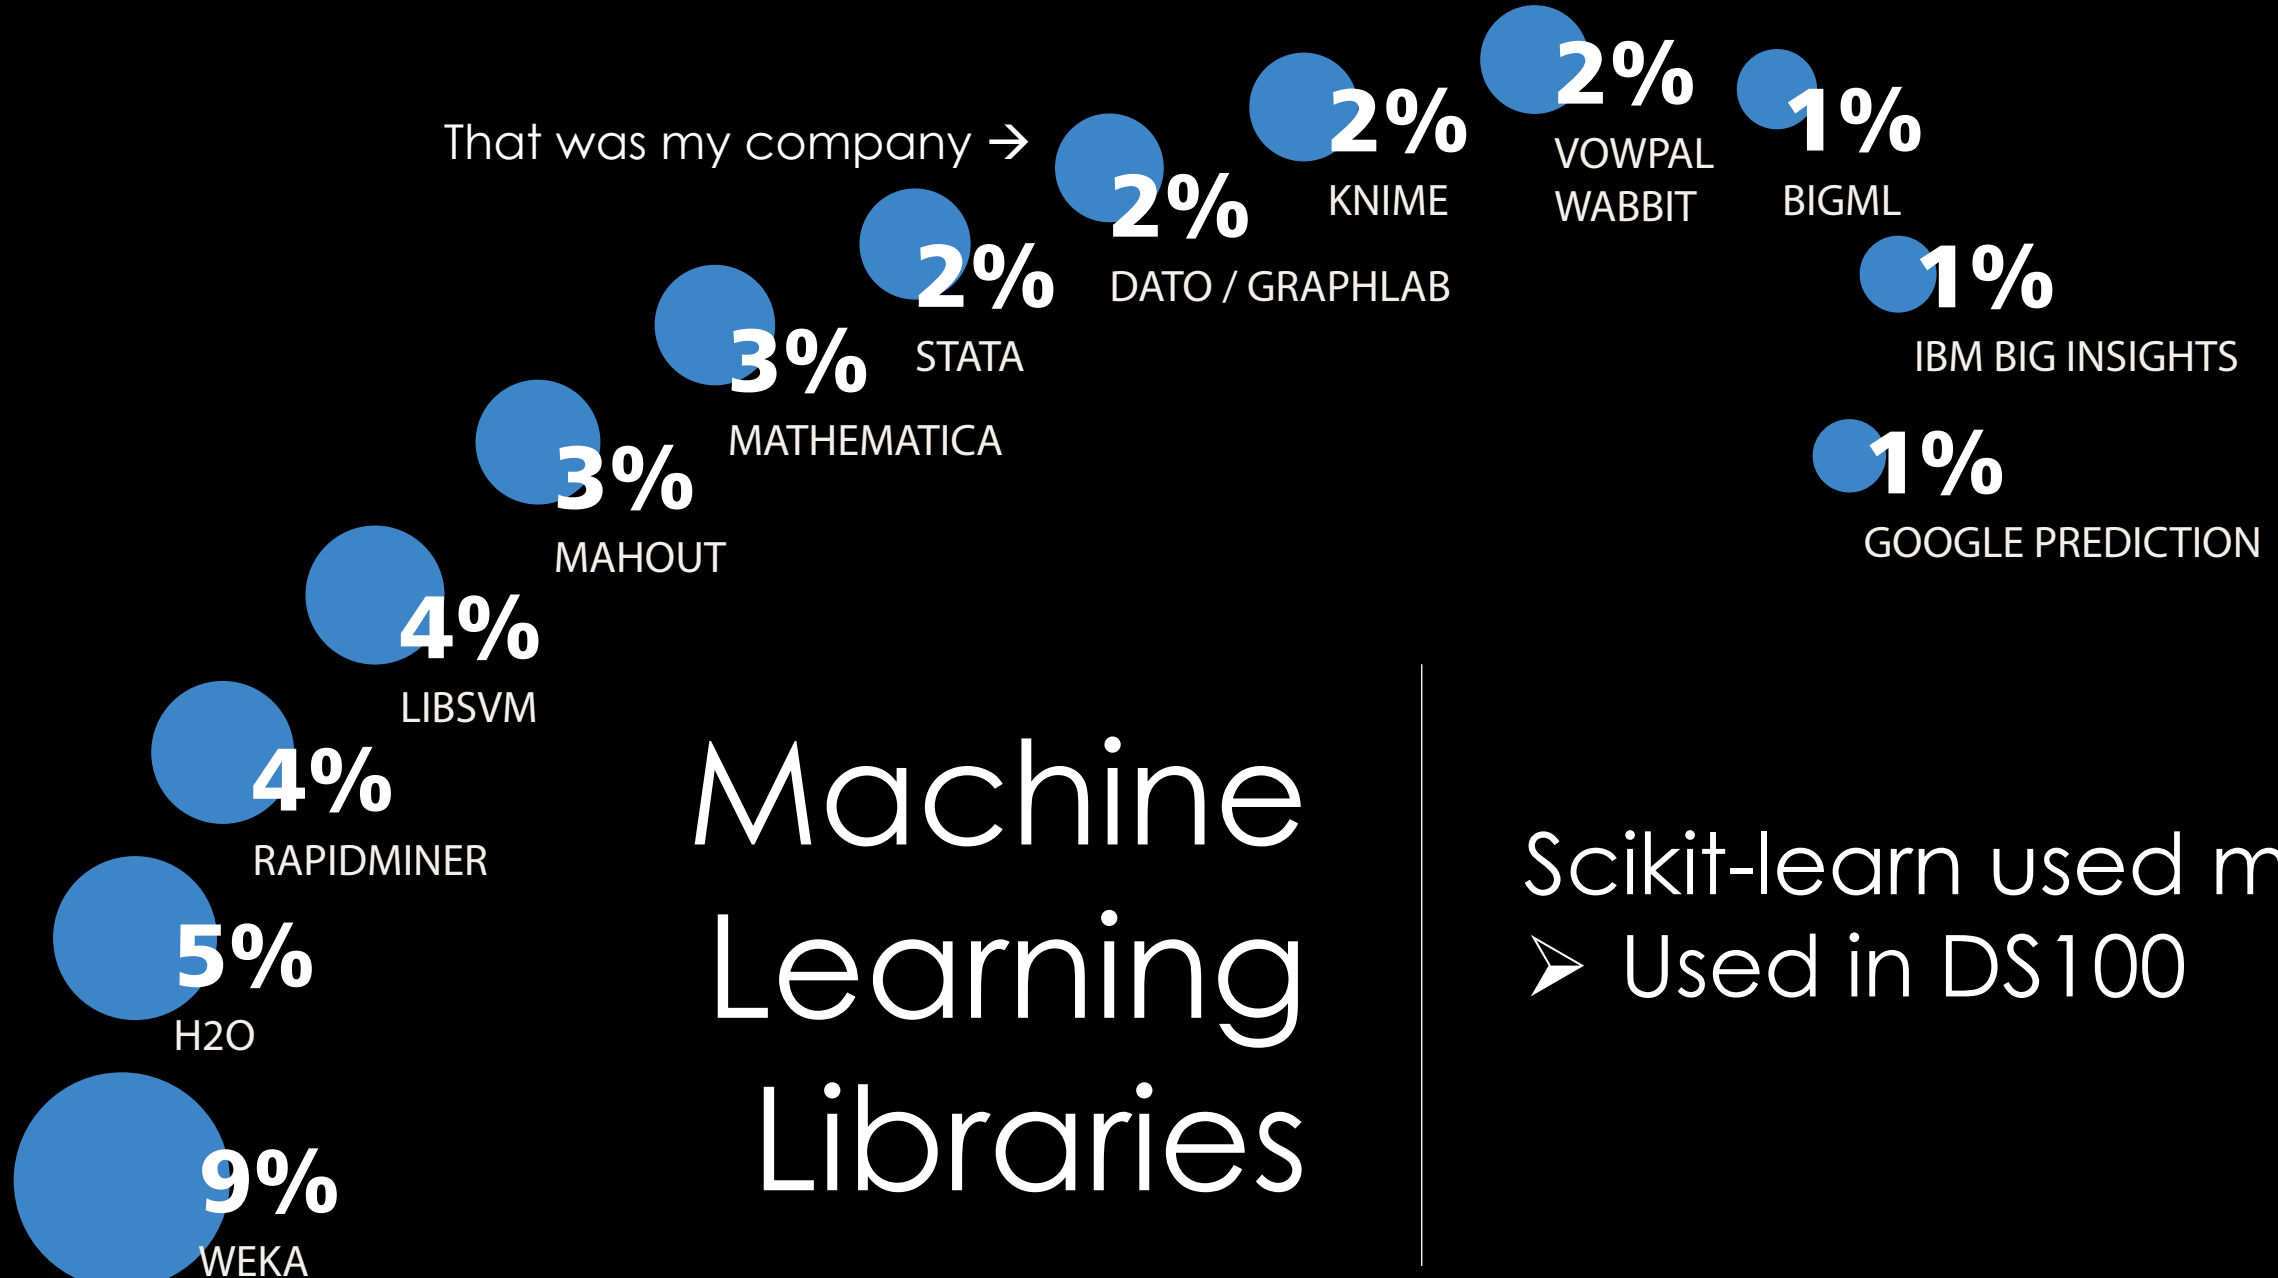 2%
VOWPAL
WABBIT
2%
KNIME
1%
BIGML
That was my company →
2%
DATO / GRAPHLAB
2%
STATA
1%
IBM BIG INSIGHTS
3%
MATHEMATICA
3%
MAHOUT
1%
GOOGLE PREDICTION
4%
LIBSVM
4%
RAPIDMINER
5%
H2O
9%
WEKA
Machine
Learning
Libraries
Scikit-learn used
➢ Used in DS100